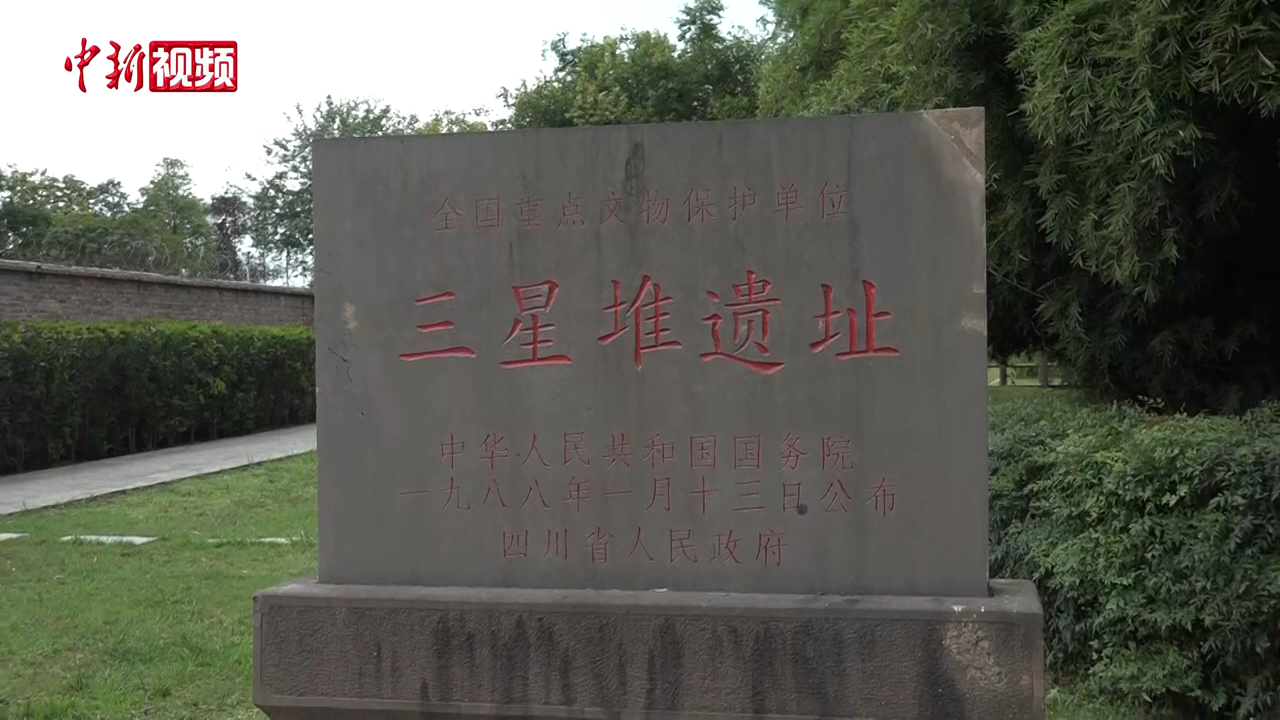 中新视频
全国重点文物保护单位
三星堆遗址
中华人民共和国国务院
一九八八年一月十三日公布
四川省人民政府